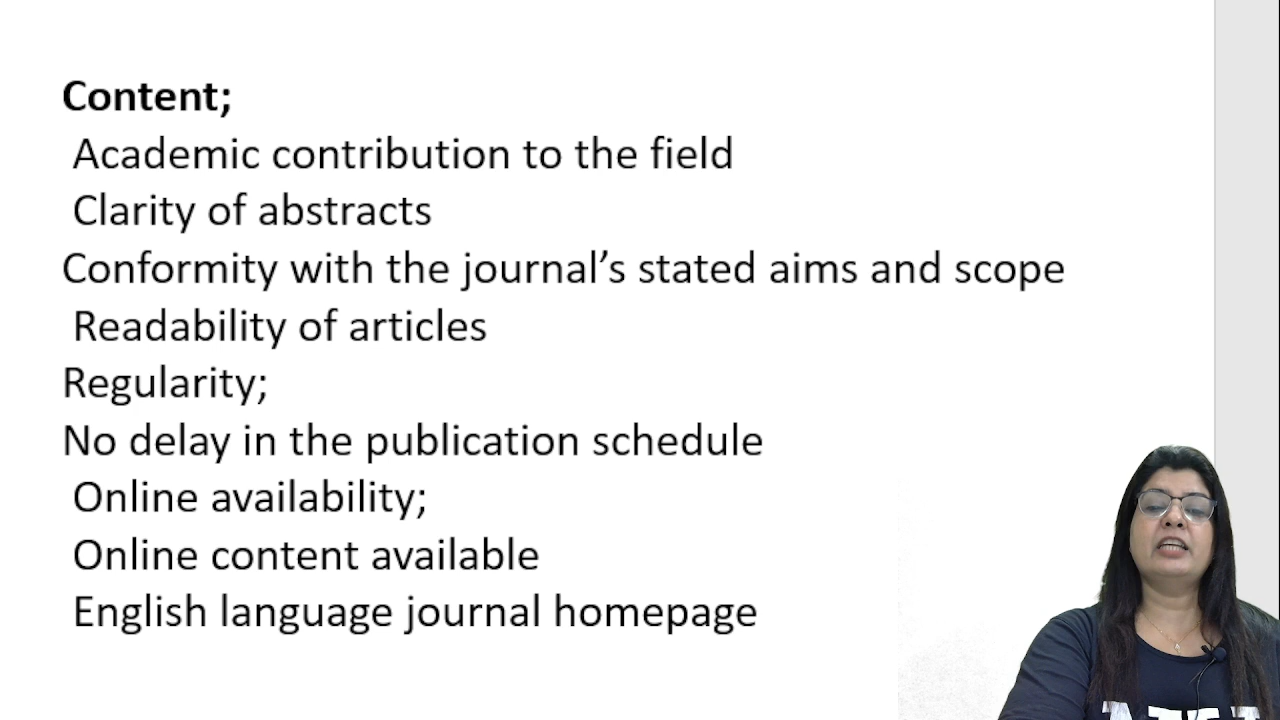 Content;
Academic contribution to the field
Clarity of abstracts
Conformity with the journal’s stated aims and scope
Readability of articles
Regularity;
No delay in the publication schedule
Online availability;
Online content available
English language journal homepage